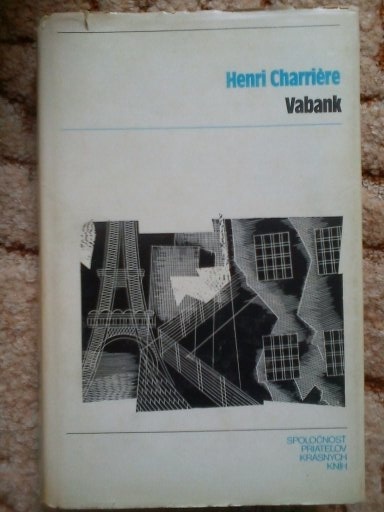 Henri Charrière
Vabank
SPOLOČNOSŤ
PRIATEĽOV
KRÁSNYCH
KNÍH